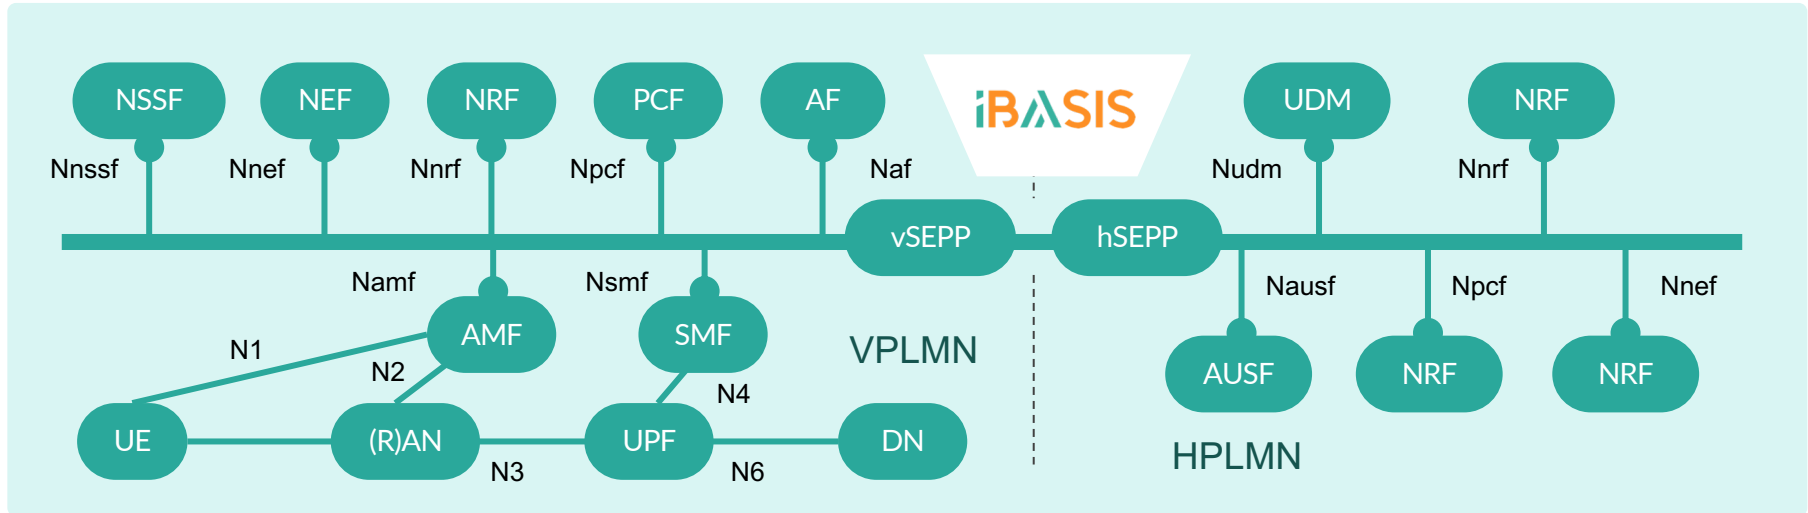 NSSF
NEF
NRF
PCF
AF
iBASIS
UDM
NRF
Nnssf
Nnef
Nnrf
Npcf
Naf
Nudm
Nnrf
vSEPP
hSEPP
Namf
Nsmf
Nausf
Npcf
Nnef
AMF
SMF
VPLMN
N1
N2
N4
AUSF
NRF
NRF
UE
(R)AN
UPF
DN
N3
N6
HPLMN